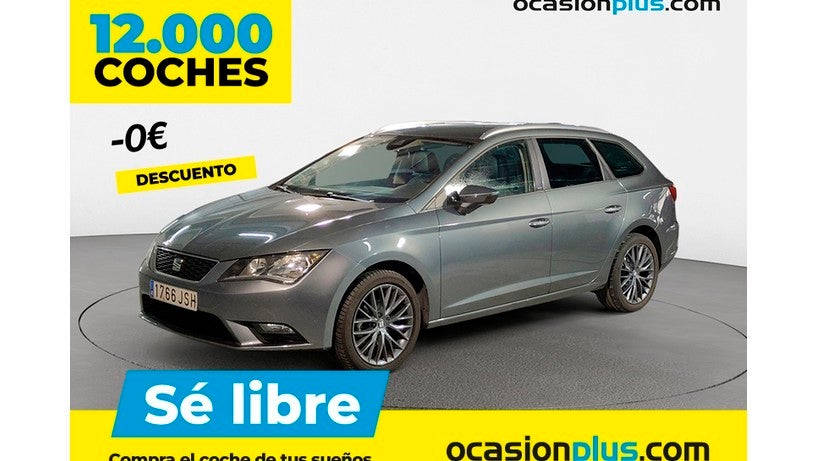 ocasionplus.com
12.000
COCHES
-0€
DESCUENTO
1766 JSH
Sé libre
Compra el coche de tus sueños
ocasionplus.com